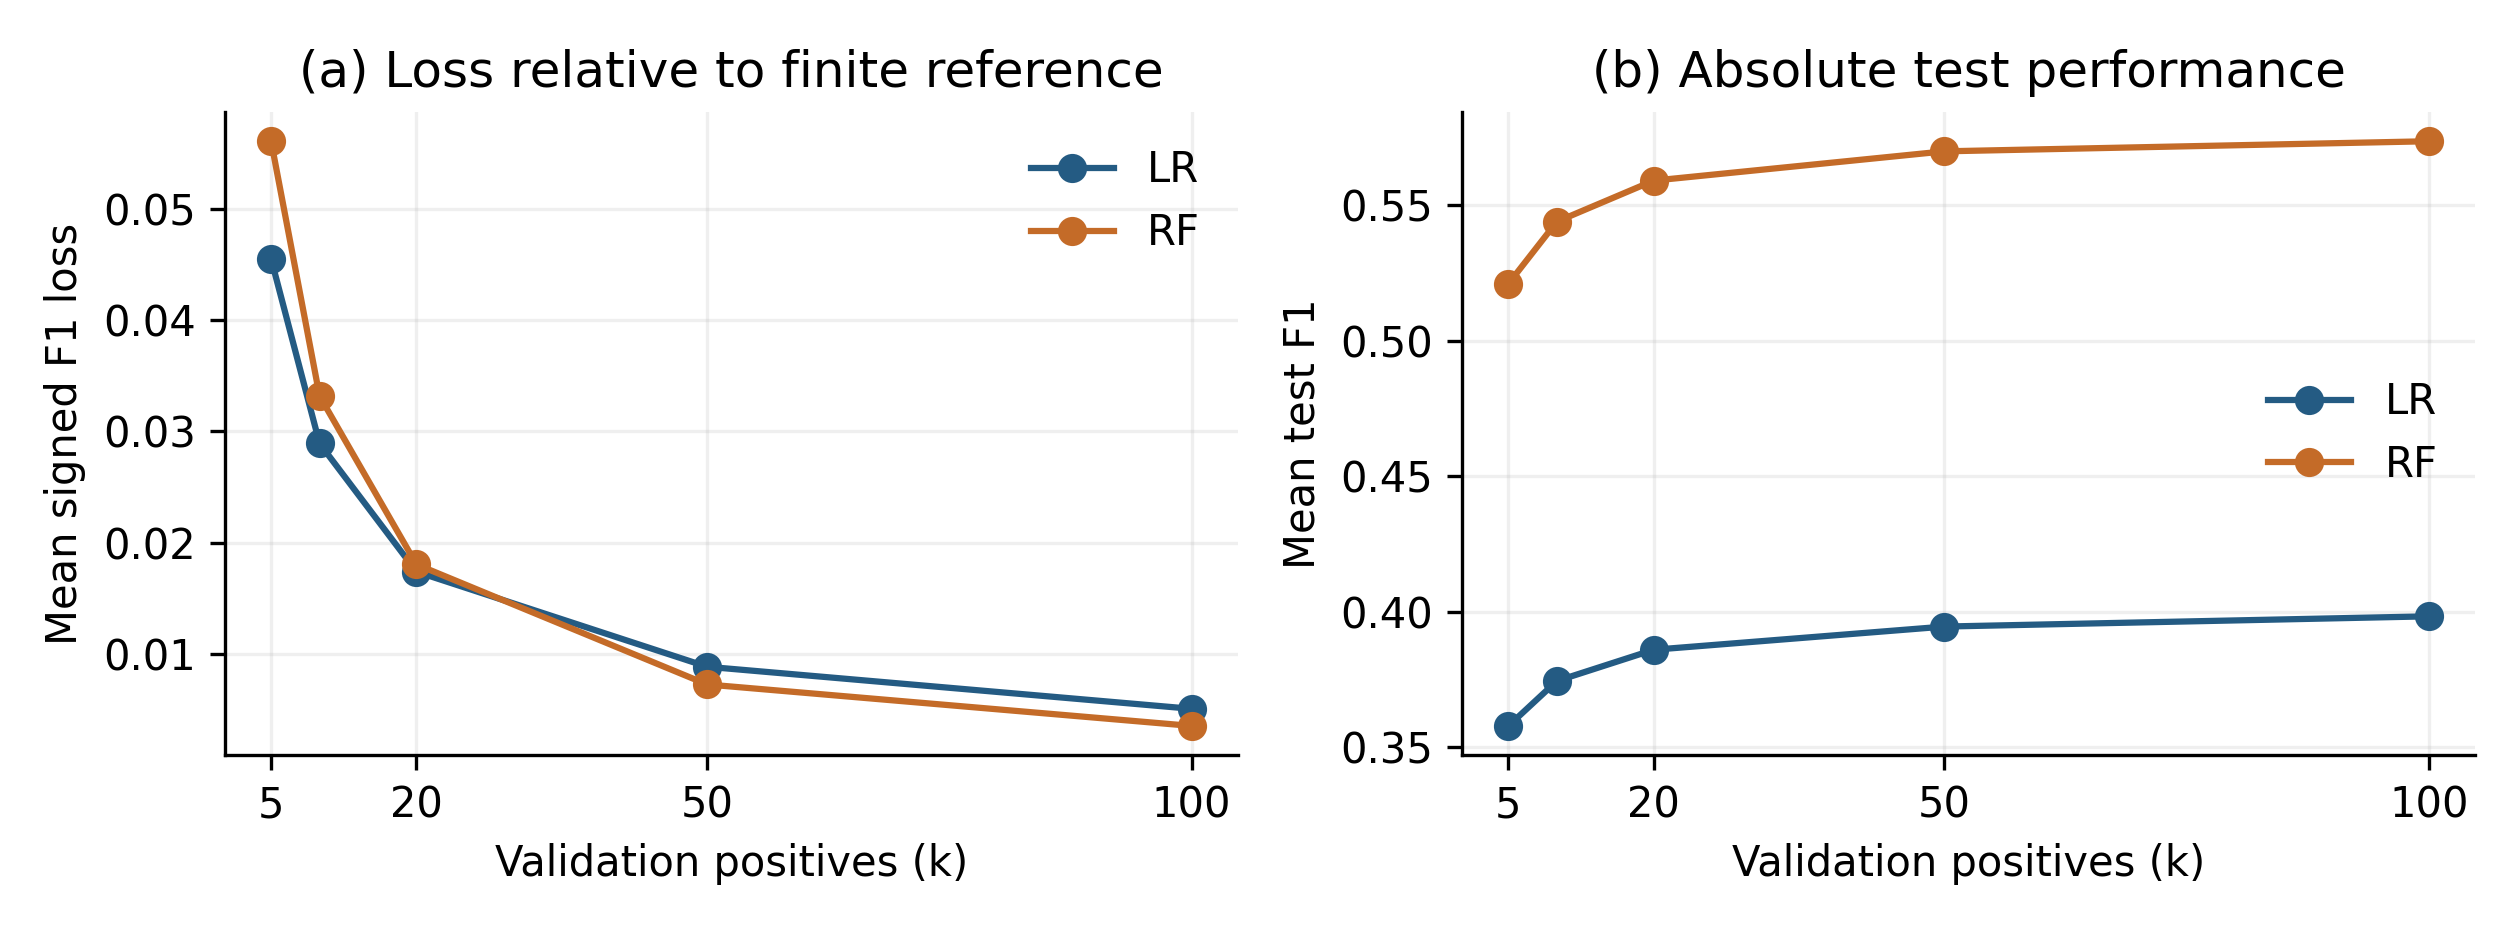 (a) Loss relative to finite reference
Mean signed F1 loss
0.05
0.04
0.03
0.02
0.01
LR
RF
5
20
50
100
Validation positives (k)
(b) Absolute test performance
Mean test F1
0.55
0.50
0.45
0.40
0.35
LR
RF
5
20
50
100
Validation positives (k)